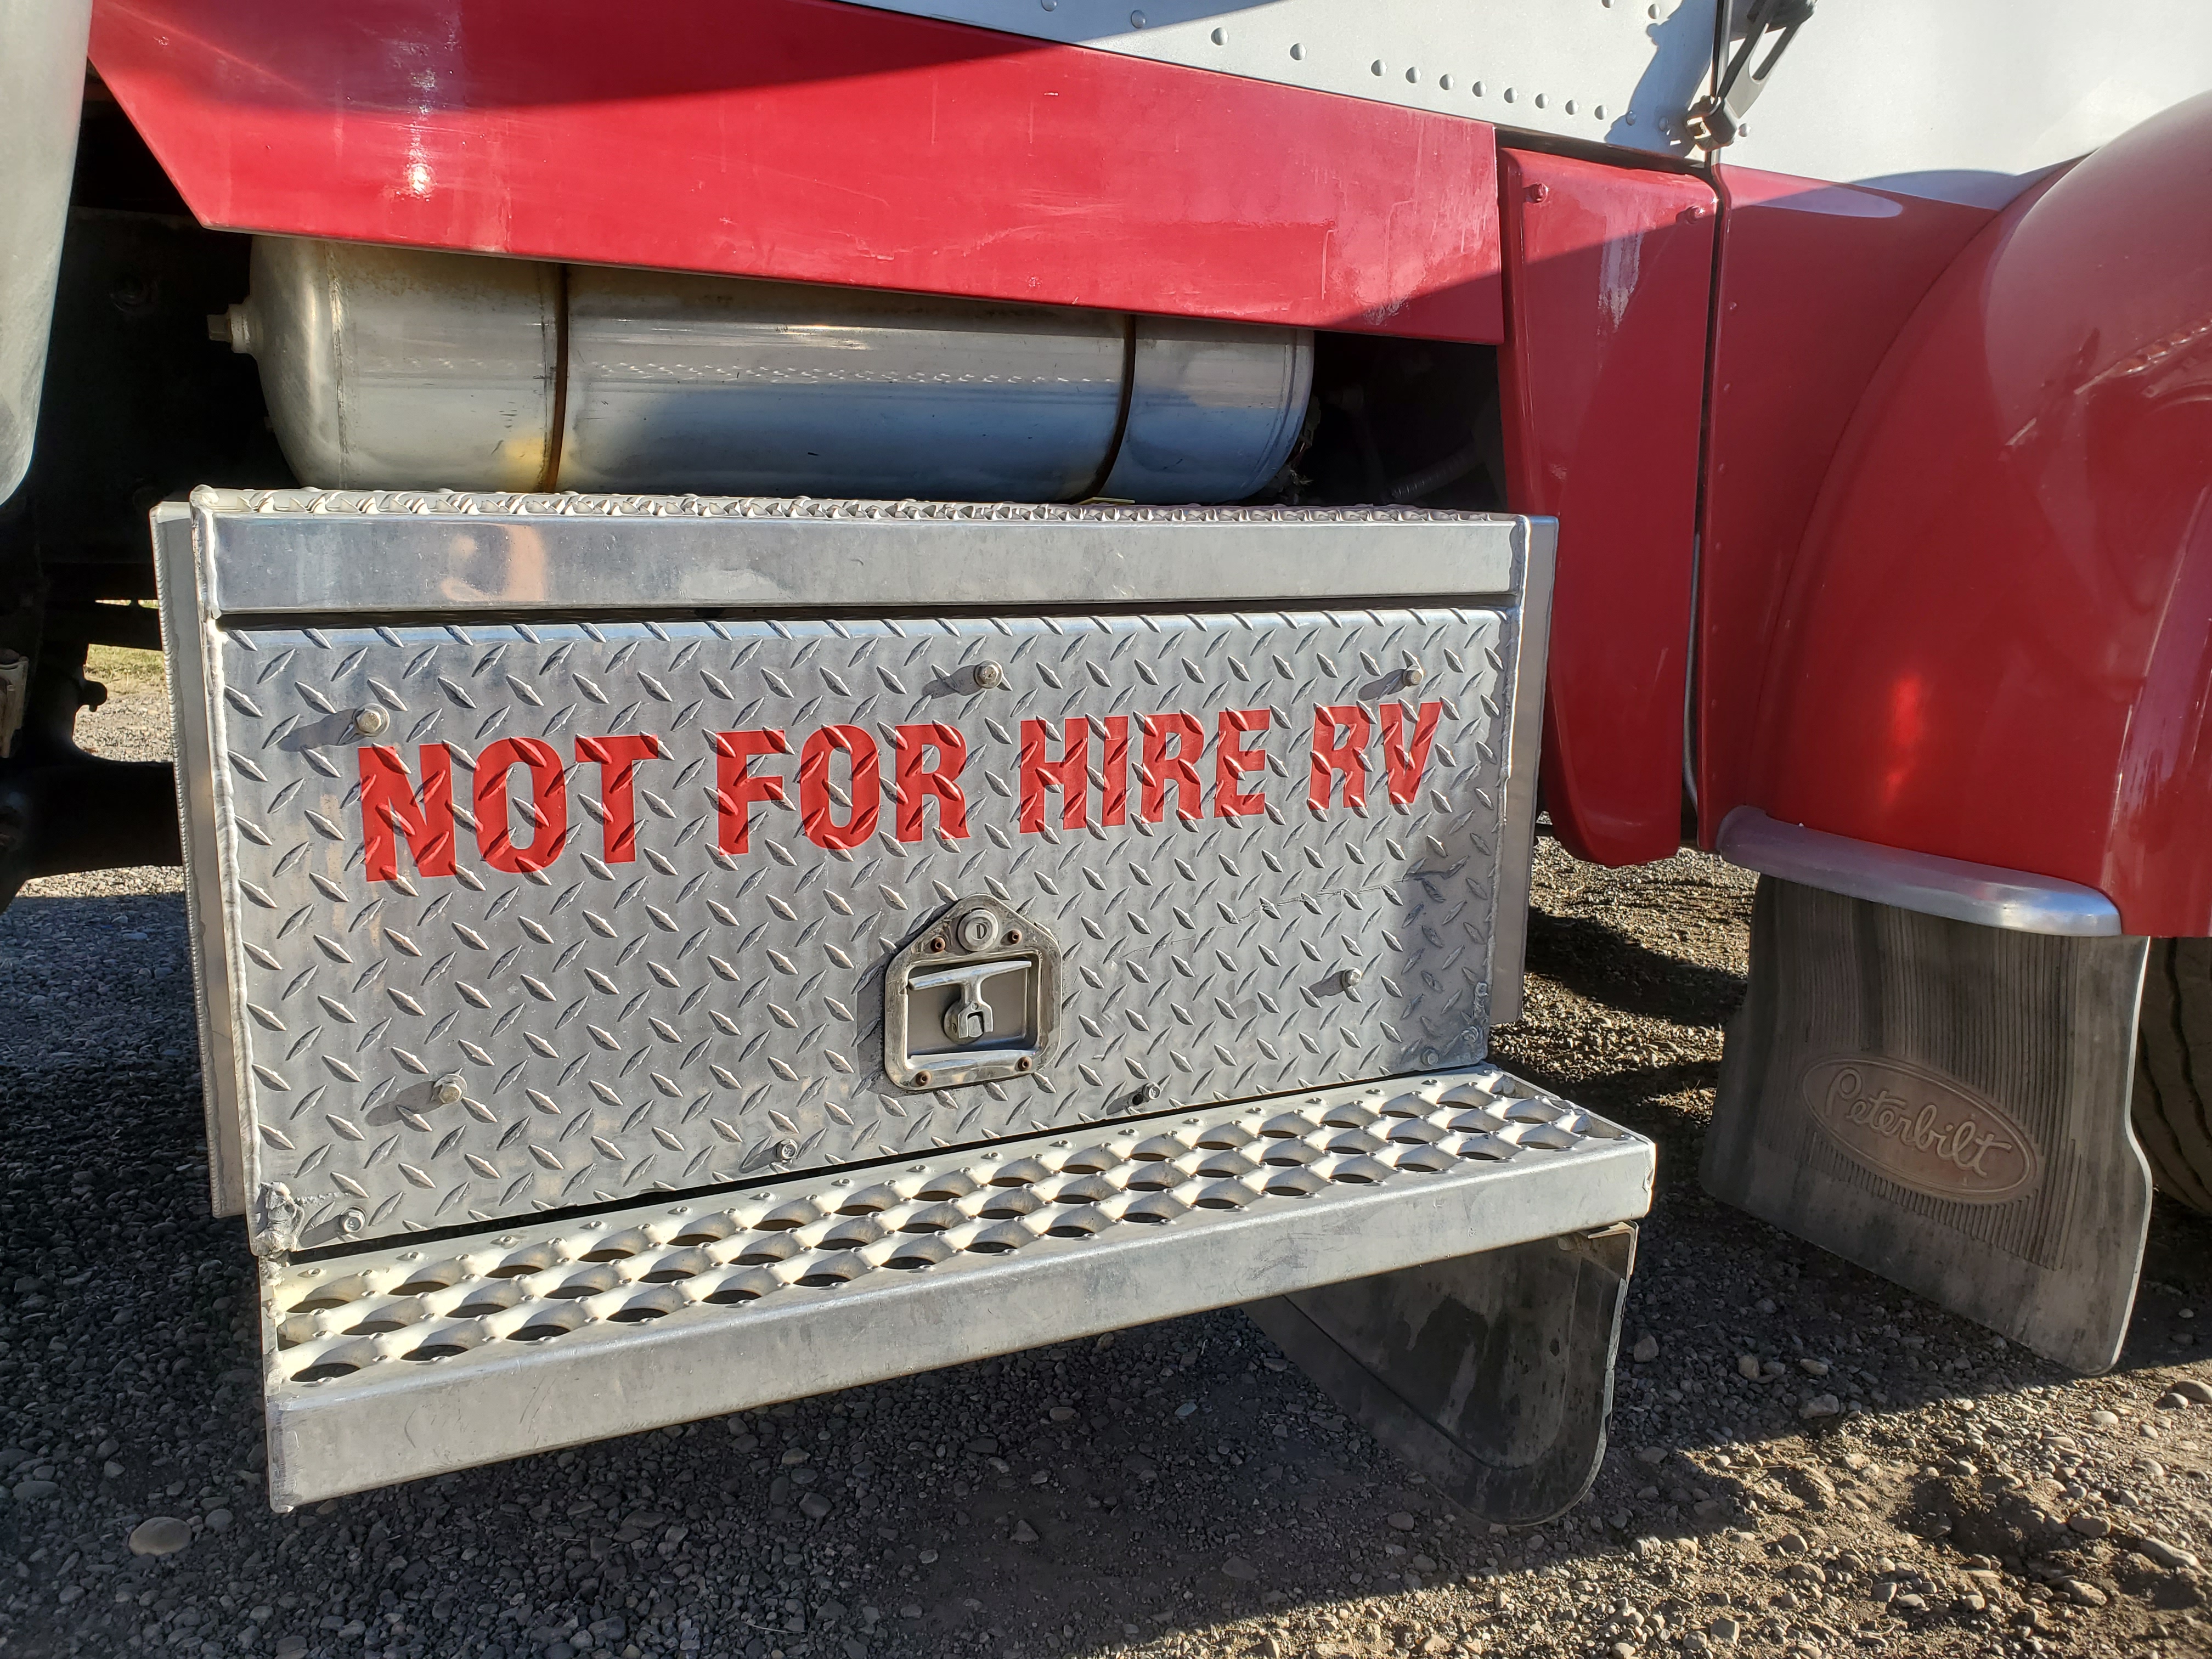 NOT FOR HIRE RV
D
Peterbilt